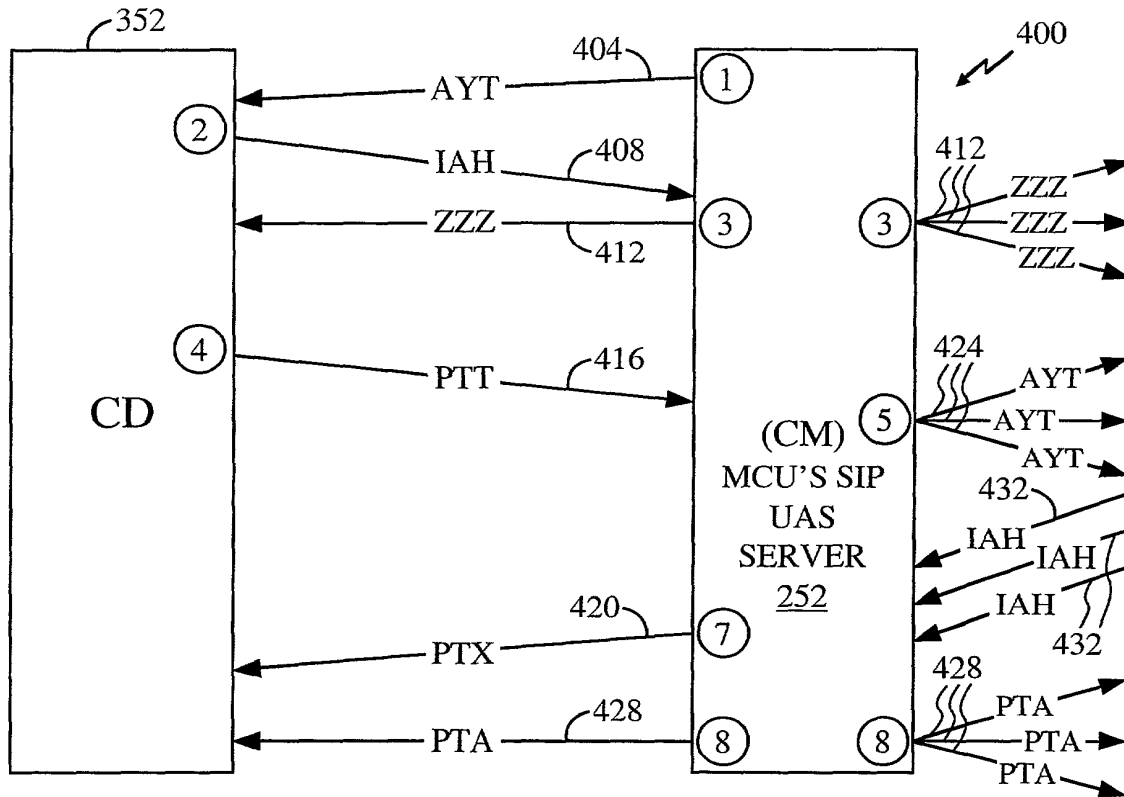 352
404
400
AYT
1
2
408
412
IAH
ZZZ
ZZZ
3
3
ZZZ
412
ZZZ
4
416
424
AYT
PTT
CD
5
AYT
(CM)
AYT
MCU'S SIP
432
UAS
SERVER
IAH
IAH
252
IAH
420
7
432
PTX
428
428
PTA
PTA
8
8
PTA
PTA